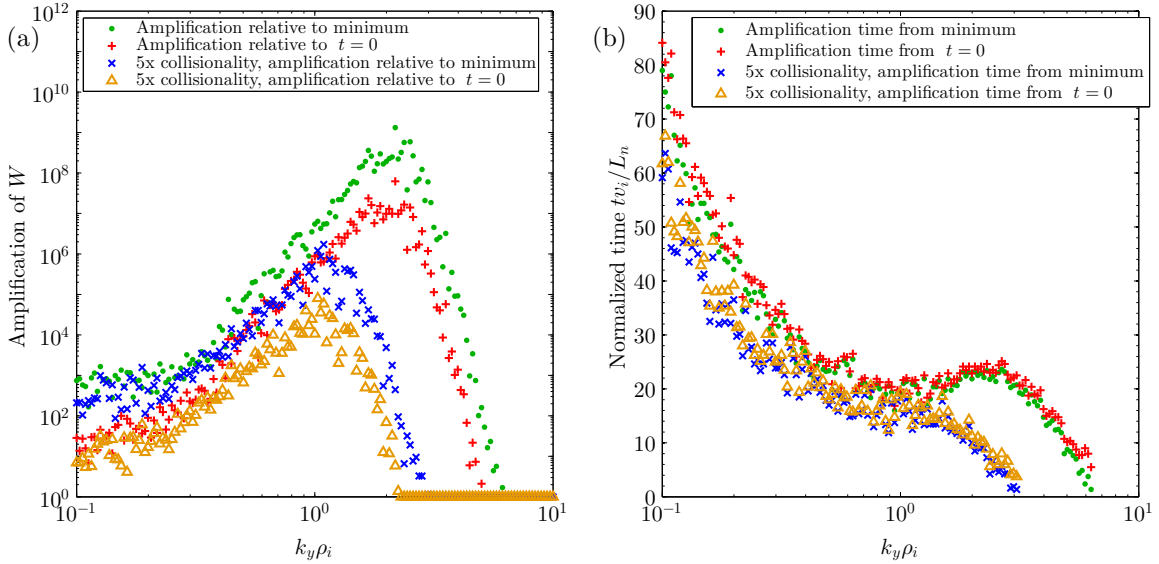 (a)
Amplification relative to minimum
Amplification relative to t = 0
5x collisionality, amplification relative to minimum
5x collisionality, amplification relative to t = 0
10^12
10^10
10^8
10^6
10^4
10^2
10^0
Amplification of W
10^−1
10^0
10^1
k_yρ_i
(b)
Amplification time from minimum
Amplification time from t = 0
5x collisionality, amplification time from minimum
5x collisionality, amplification time from t = 0
90
80
70
60
50
40
30
20
10
0
Normalized time tv_i/L_n
10^−1
10^0
10^1
k_yρ_i